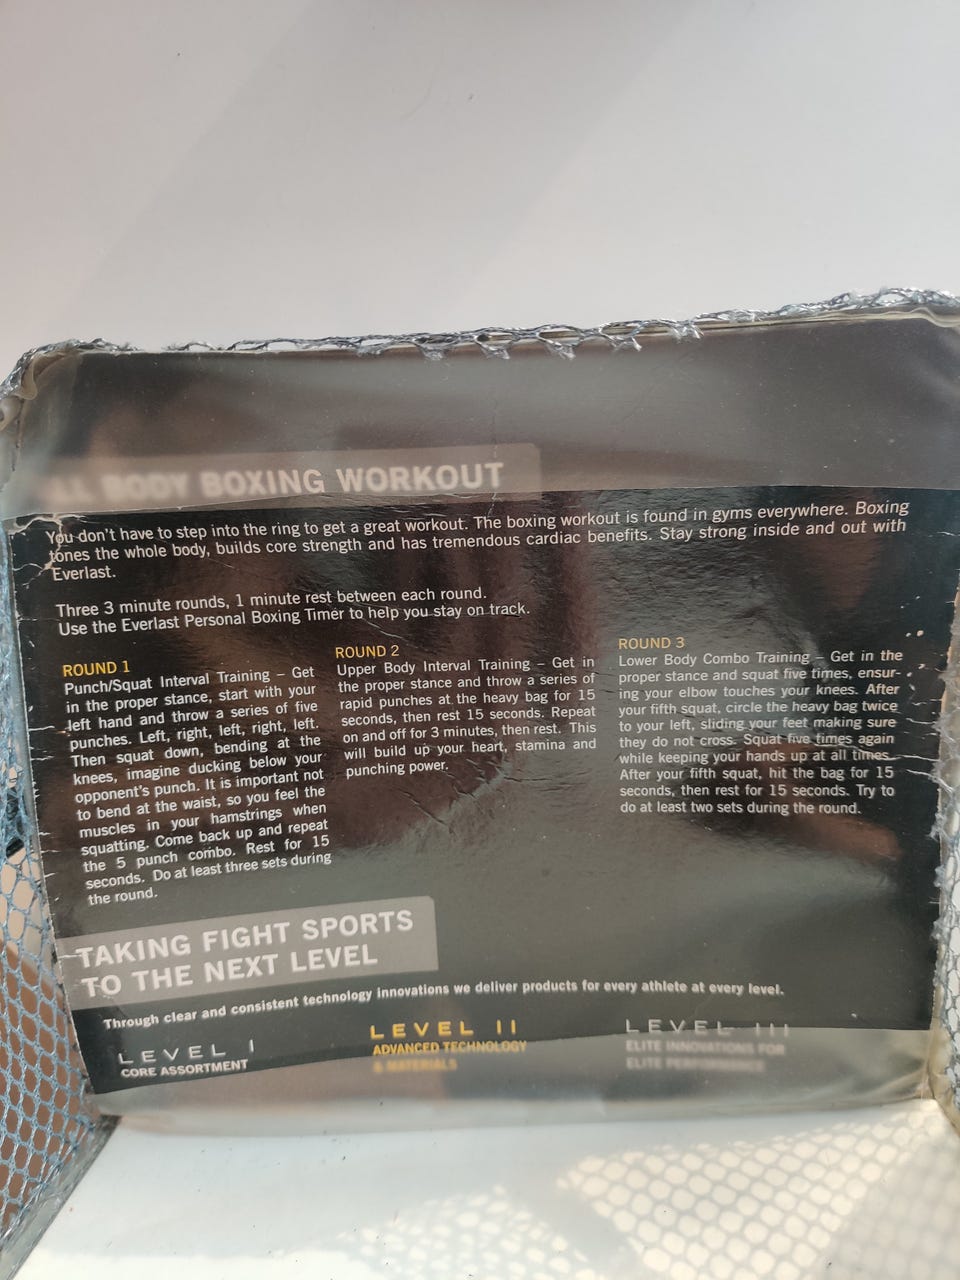 ALL BODY BOXING WORKOUT
You don't have to step into the ring to get a great workout. The boxing workout is found in gyms everywhere. Boxing
tones the whole body, builds core strength and has tremendous cardiac benefits. Stay strong inside and out with
Everlast.
Three 3 minute rounds, 1 minute rest between each round.
Use the Everlast Personal Boxing Timer to help you stay on track.
ROUND 1
Punch/Squat Interval Training – Get
in the proper stance, start with your
left hand and throw a series of five
punches. Left, right, left, right, left.
Then squat down, bending at the
knees, imagine ducking below your
opponent's punch. It is important not
to bend at the waist, so you feel the
muscles in your hamstrings when
squatting. Come back up and repeat
the 5 punch combo. Rest for 15
seconds. Do at least three sets during
the round.
ROUND 2
Upper Body Interval Training – Get in
the proper stance and throw a series of
rapid punches at the heavy bag for 15
seconds, then rest 15 seconds. Repeat
on and off for 3 minutes, then rest. This
will build up your heart, stamina and
punching power.
ROUND 3
Lower Body Combo Training – Get in the
proper stance and squat five times, ensur-
ing your elbow touches your knees. After
your fifth squat, circle the heavy bag twice
to your left, sliding your feet making sure
they do not cross. Squat five times again
while keeping your hands up at all times.
After your fifth squat, hit the bag for 15
seconds, then rest for 15 seconds. Try to
do at least two sets during the round.
TAKING FIGHT SPORTS
TO THE NEXT LEVEL
Through clear and consistent technology innovations we deliver products for every athlete at every level.
LEVEL I
CORE ASSORTMENT
LEVEL II
ADVANCED TECHNOLOGY
& MATERIALS
LEVEL III
ELITE INNOVATIONS FOR
ELITE PERFORMANCE